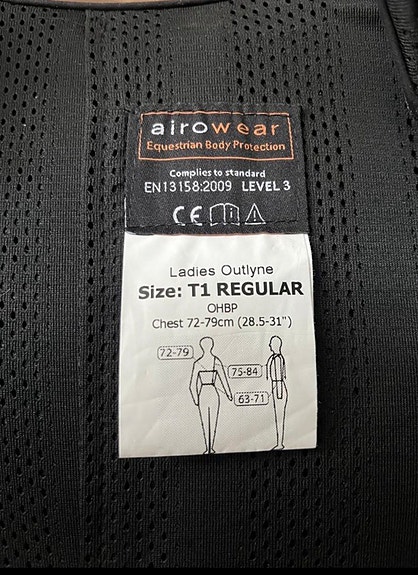 airowear
Equestrian Body Protection
Complies to standard
EN13158:2009 LEVEL 3
CE
Ladies Outlyne
Size: T1 REGULAR
OHBP
Chest 72-79cm (28.5-31")
72-79
75-84
63-71